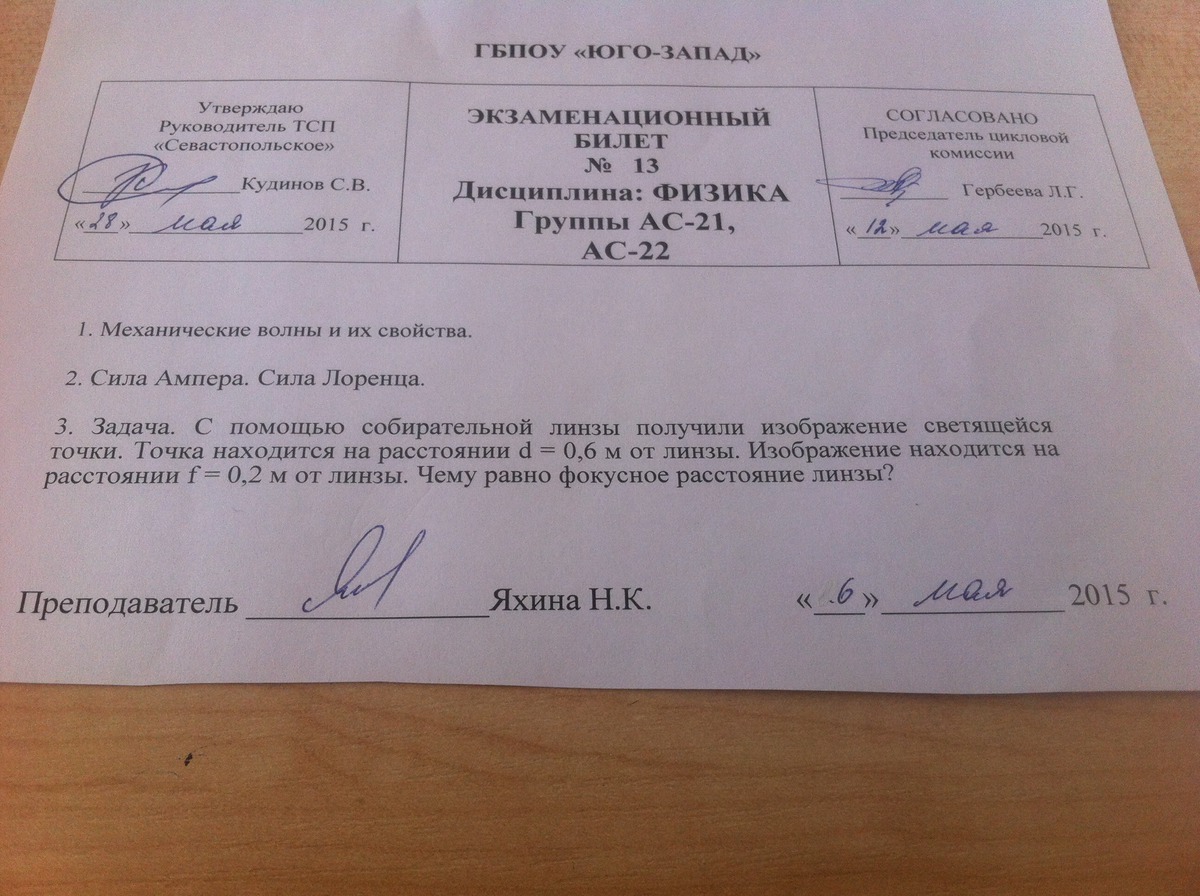 ГБПОУ «ЮГО-ЗАПАД»
Утверждаю
Руководитель ТСП
«Севастопольское»
Кудинов С.В.
«28» мая 2015 г.
ЭКЗАМЕНАЦИОННЫЙ
БИЛЕТ
№ 13
Дисциплина: ФИЗИКА
Группы АС-21,
АС-22
СОГЛАСОВАНО
Председатель цикловой
комиссии
Гербеева Л.Г.
«12» мая 2015 г.
1. Механические волны и их свойства.
2. Сила Ампера. Сила Лоренца.
3. Задача. С помощью собирательной линзы получили изображение светящейся
точки. Точка находится на расстоянии d = 0,6 м от линзы. Изображение находится на
расстоянии f = 0,2 м от линзы. Чему равно фокусное расстояние линзы?
Преподаватель Яхина Н.К. «6» мая 2015 г.